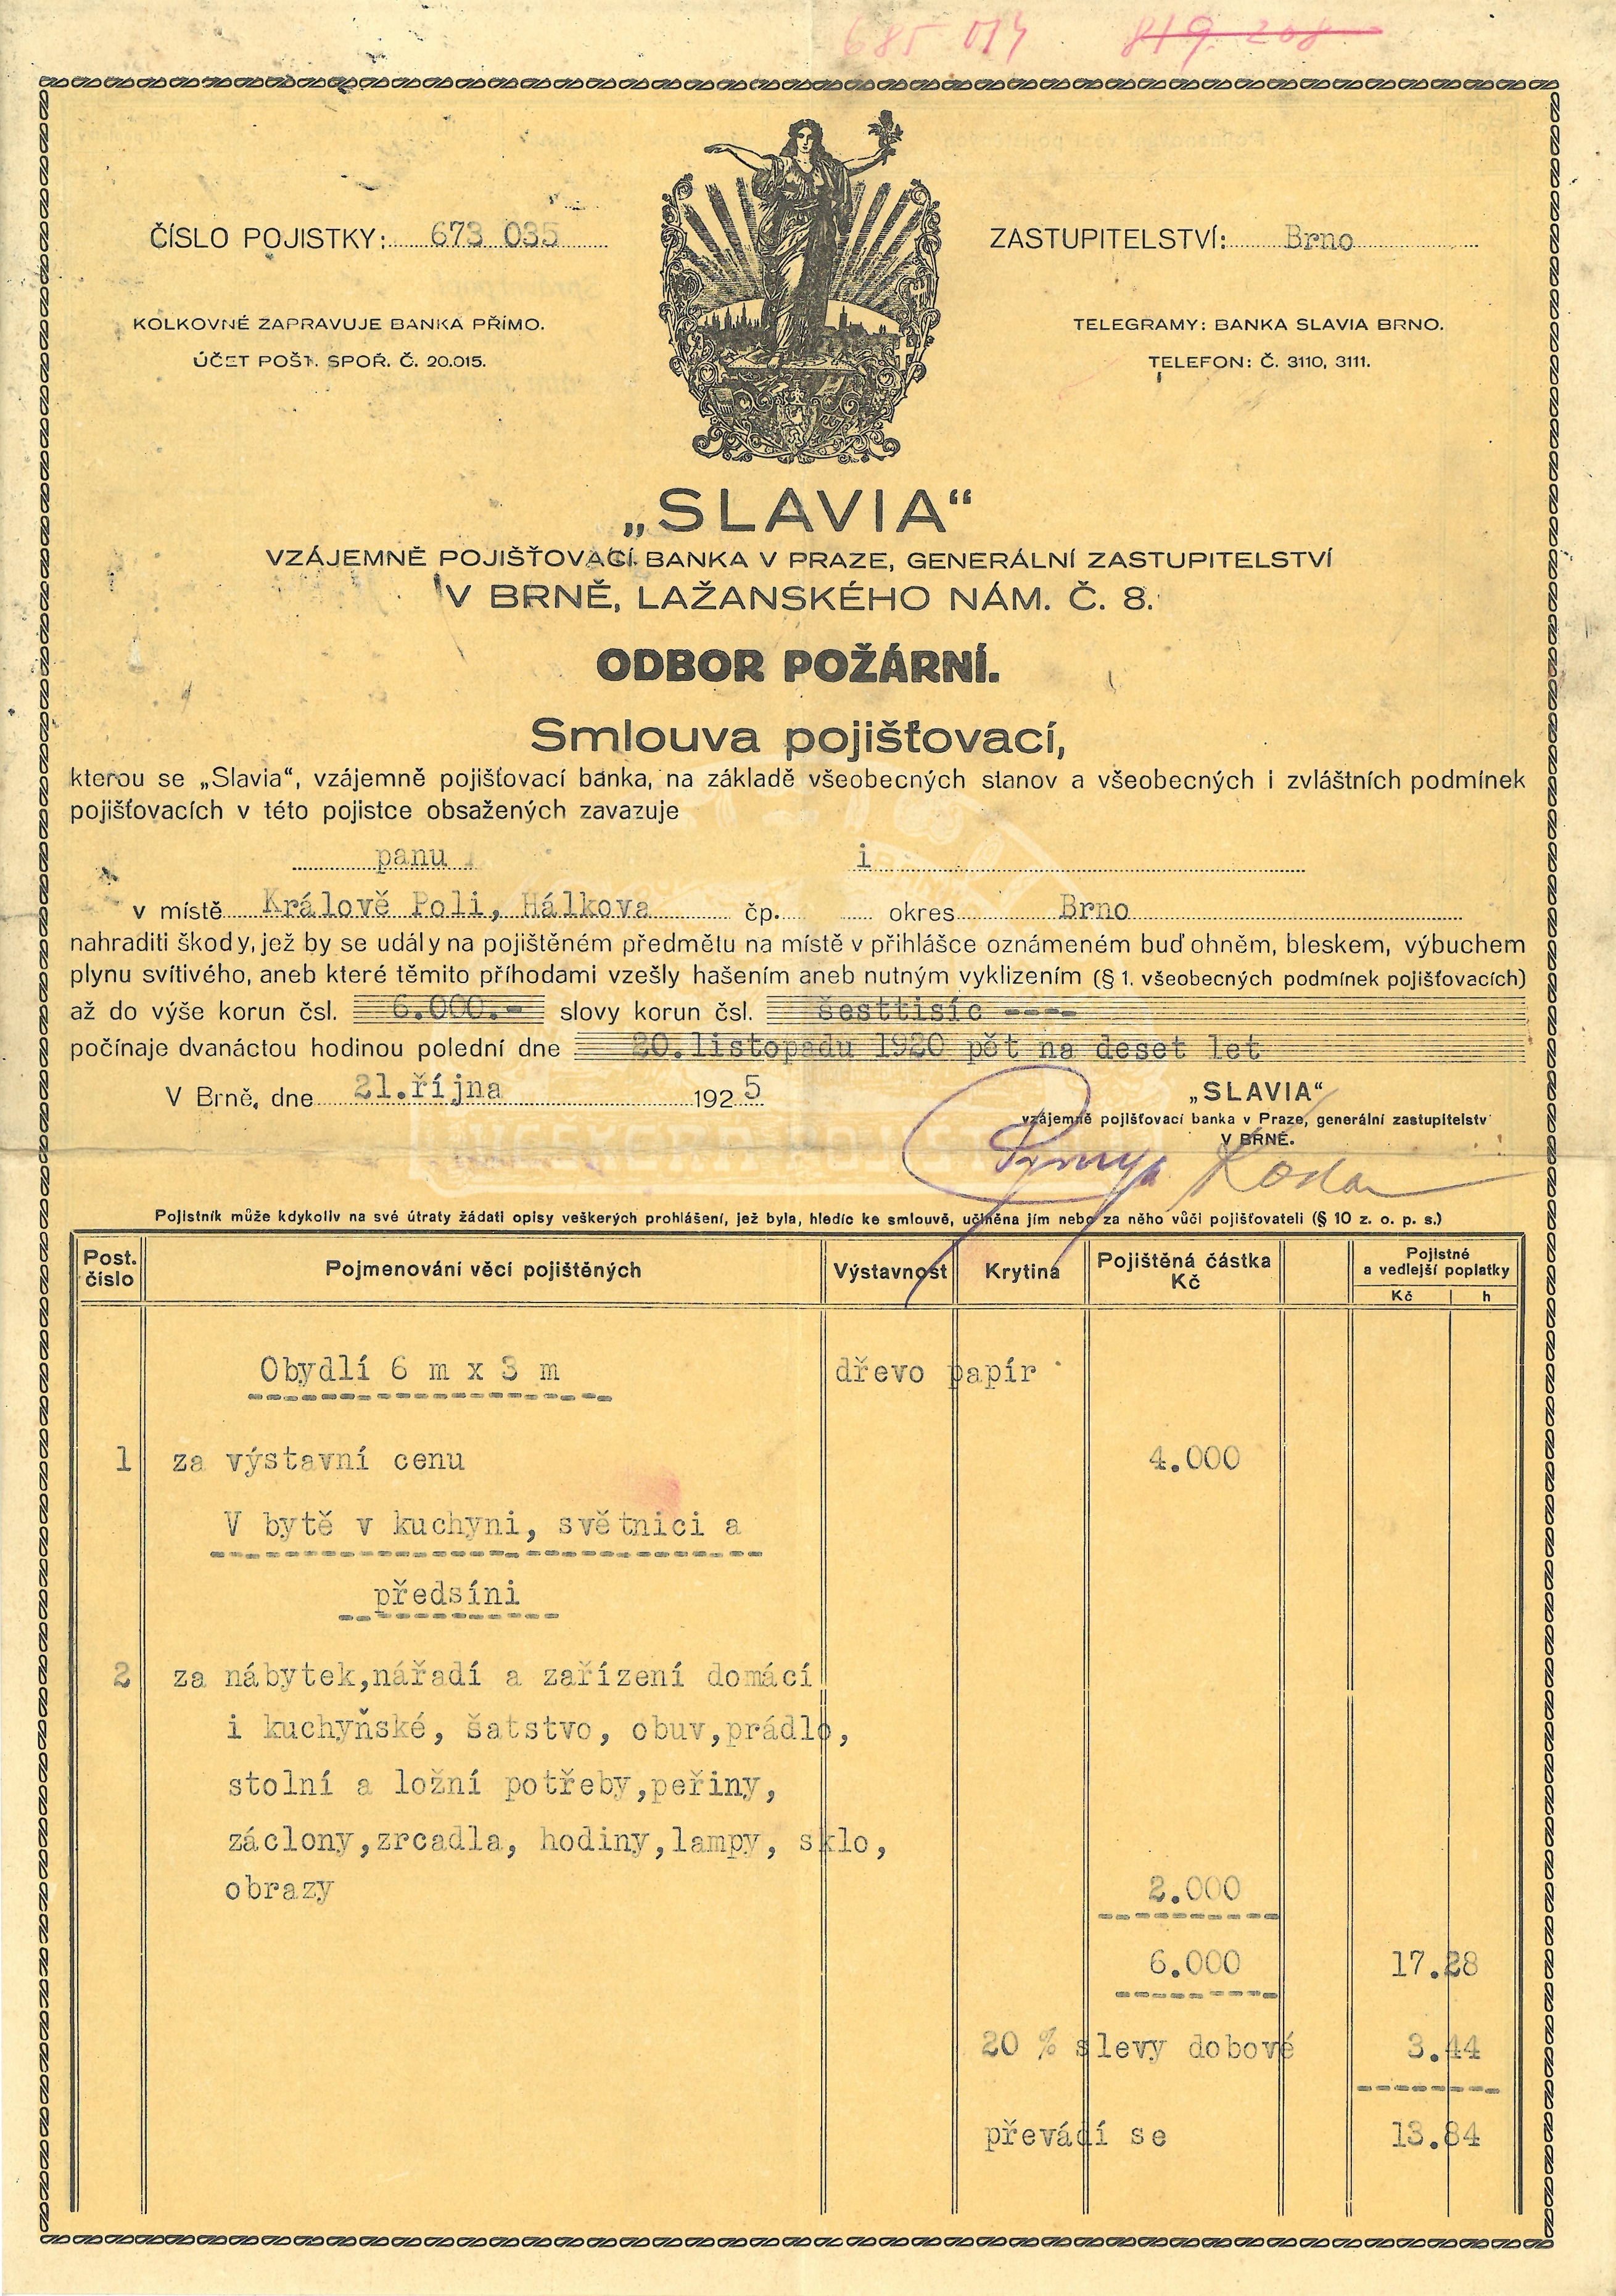 685 014 819.208
ČÍSLO POJISTKY: 673 035
ZASTUPITELSTVÍ: Brno
KOLKOVNÉ ZAPRAVUJE BANKA PŘÍMO.
TELEGRAMY: BANKA SLAVIA BRNO.
ÚČET POŠT. SPOŘ. Č. 20.015.
TELEFON: Č. 3110, 3111.
„SLAVIA“
VZÁJEMNĚ POJIŠŤOVACÍ BANKA V PRAZE, GENERÁLNÍ ZASTUPITELSTVÍ
V BRNĚ, LAŽANSKÉHO NÁM. Č. 8.
ODBOR POŽÁRNÍ.
Smlouva pojišťovací,
kterou se „Slavia“, vzájemně pojišťovací banka, na základě všeobecných stanov a všeobecných i zvláštních podmínek
pojišťovacích v této pojistce obsažených zavazuje
panu i
v místě Králově Poli, Hálkova čp. okres Brno
nahraditi škody, jež by se udály na pojištěném předmětu na místě v přihlášce oznámeném buď ohněm, bleskem, výbuchem
plynu svítivého, aneb které těmito příhodami vzešly hašením aneb nutným vyklizením (§ 1. všeobecných podmínek pojišťovacích)
až do výše korun čsl. 6.000.- slovy korun čsl. šesttisíc ----
počínaje dvanáctou hodinou polední dne 20.listopadu 1920 pět na deset let
V Brně, dne 21.října 1925
„SLAVIA“
vzájemně pojišťovací banka v Praze, generální zastupitelstv
V BRNĚ.
Pojistník může kdykoliv na své útraty žádati opisy veškerých prohlášení, jež byla, hledíc ke smlouvě, učiněna jím nebo za něho vůči pojišťovateli (§ 10 z. o. p. s.)
Post. číslo
Pojmenování věcí pojištěných
Výstavnost
Krytina
Pojištěná částka Kč
Pojistné a vedlejší poplatky
Kč h
Obydlí 6 m x 3 m dřevo papír
1 za výstavní cenu 4.000
V bytě v kuchyni, světnici a
předsíni
2 za nábytek,nářadí a zařízení domácí
i kuchyňské, šatstvo, obuv,prádlo,
stolní a ložní potřeby,peřiny,
záclony,zrcadla, hodiny,lampy, sklo,
obrazy 2.000
6.000 17.28
20 % slevy dobové 3.44
převádí se 13.84